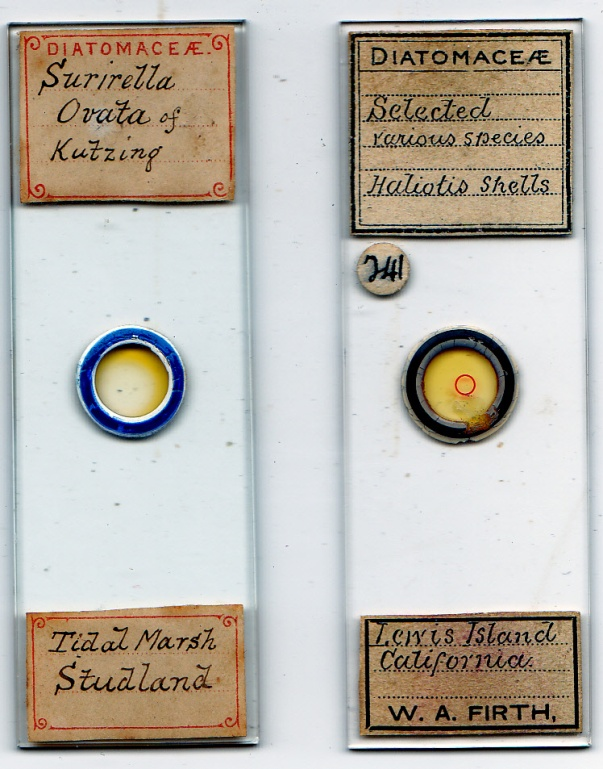 DIATOMACEÆ.
Surirella
Ovata of
Kutzing
Tidal Marsh
Studland
DIATOMACEÆ
Selected
various species
Haliotis Shells
241
Lewis Island
California.
W. A. FIRTH,